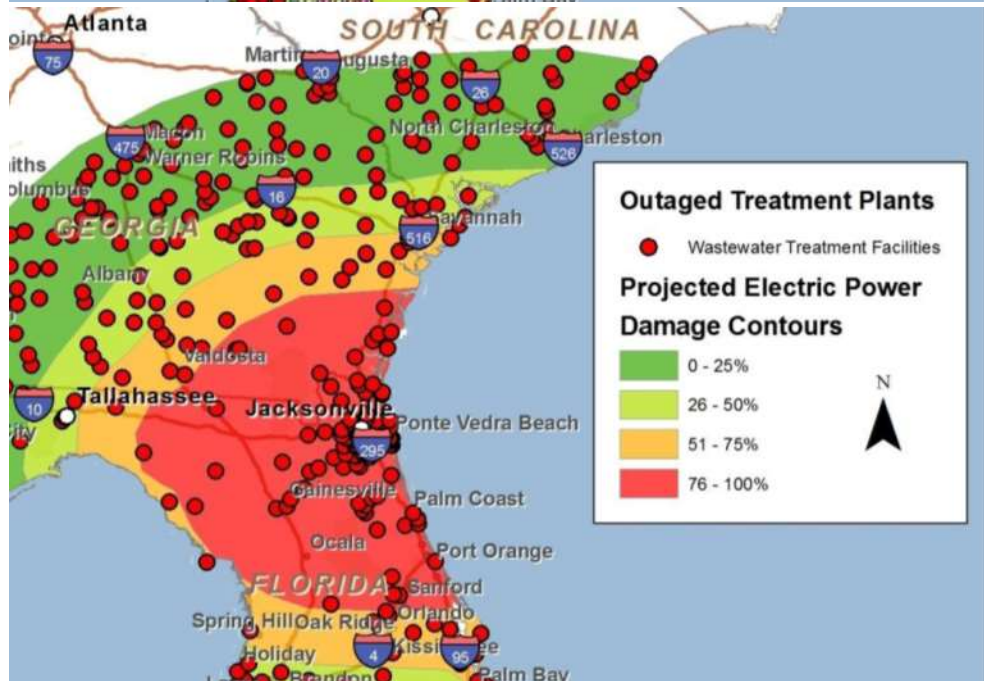 Atlanta
SOUTH CAROLINA
75
20
26
Macon
475
North Charleston
Charleston
526
Warner Robins
16
GEORGIA
Savannah
516
Albany
Valdosta
10
Tallahassee
Jacksonville
Ponte Vedra Beach
295
Gainesville
Palm Coast
Ocala
Port Orange
FLORIDA
Sanford
Spring Hill
Oak Ridge
Orlando
4
95
Holiday
Brandon
Palm Bay
Outaged Treatment Plants
Wastewater Treatment Facilities
Projected Electric Power
Damage Contours
0 - 25%
26 - 50%
51 - 75%
76 - 100%
N